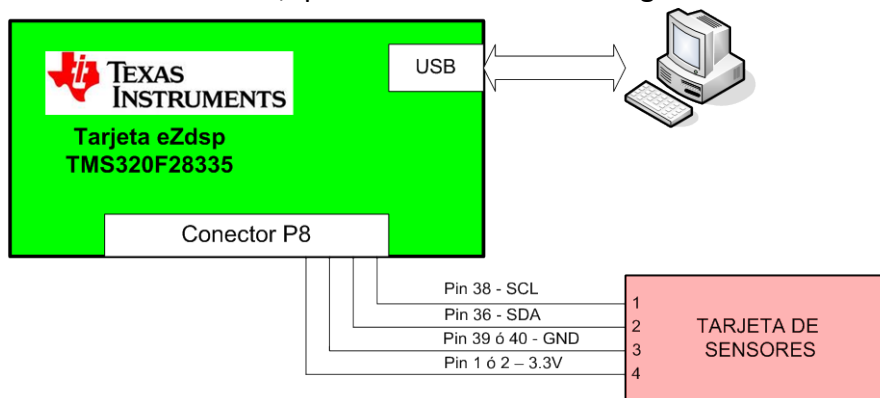 TEXAS
INSTRUMENTS
Tarjeta eZdsp
TMS320F28335
USB
Conector P8
Pin 38 - SCL
Pin 36 - SDA
Pin 39 ó 40 - GND
Pin 1 ó 2 – 3.3V
1
2
3
4
TARJETA DE
SENSORES